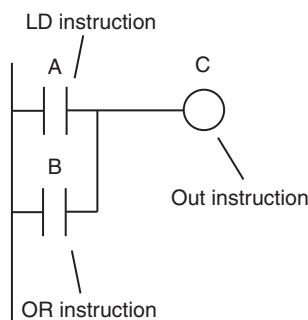 LD instruction
A
C
B
Out instruction
OR instruction